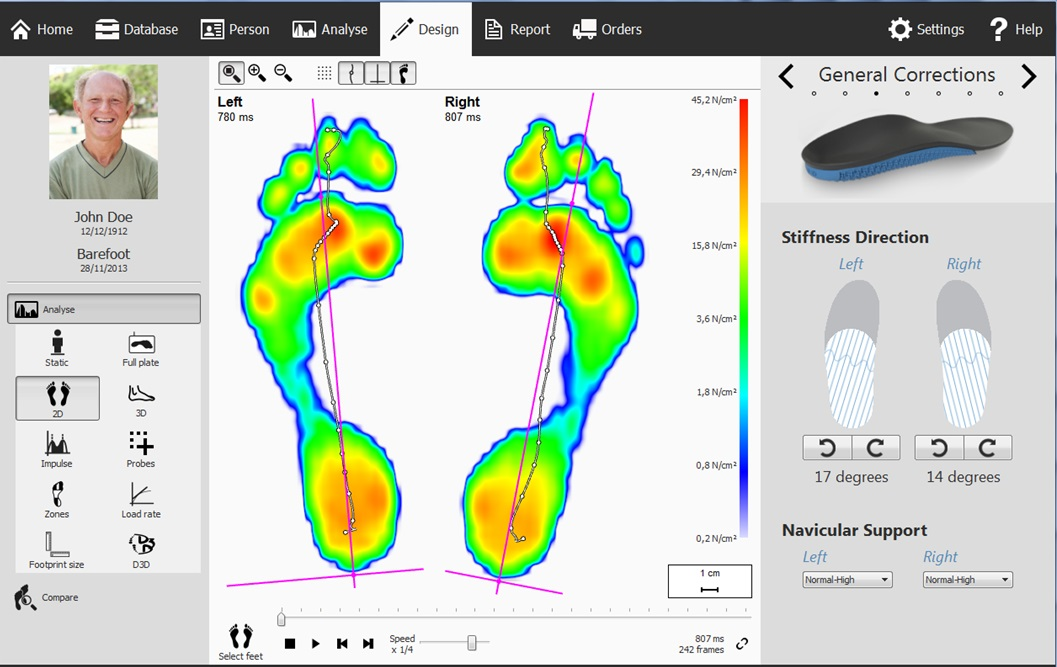 Home
Database
Person
Analyse
Design
Report
Orders
Settings
Help
John Doe
12/12/1912
Barefoot
28/11/2013
Analyse
Static
Full plate
2D
3D
Impulse
Probes
Zones
Load rate
Footprint size
D3D
Compare
Left
780 ms
Right
807 ms
45,2 N/cm²
29,4 N/cm²
15,8 N/cm²
3,6 N/cm²
1,8 N/cm²
0,8 N/cm²
0,2 N/cm²
1 cm
Select feet
Speed
x 1/4
807 ms
242 frames
General Corrections
Stiffness Direction
Left
Right
17 degrees
14 degrees
Navicular Support
Left
Right
Normal-High
Normal-High